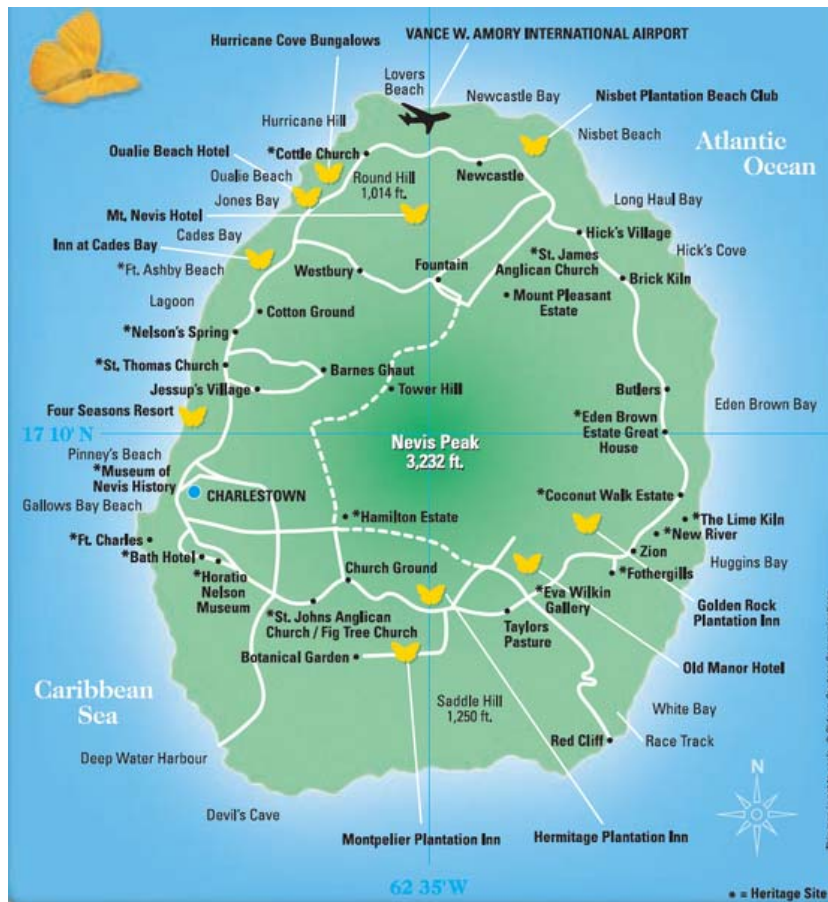 Hurricane Cove Bungalows
VANCE W. AMORY INTERNATIONAL AIRPORT
Lovers
Beach
Newcastle Bay
Nisbet Plantation Beach Club
Hurricane Hill
Nisbet Beach
Atlantic
Ocean
Oualie Beach Hotel
*Cottle Church
Oualie Beach
Round Hill
1,014 ft.
Newcastle
Jones Bay
Long Haul Bay
Mt. Nevis Hotel
Cades Bay
Hick's Village
Inn at Cades Bay
Hick's Cove
*Ft. Ashby Beach
Westbury
Fountain
*St. James
Anglican Church
Brick Kiln
Mount Pleasant
Estate
Lagoon
Cotton Ground
*Nelson's Spring
*St. Thomas Church
Barnes Ghaut
Jessup's Village
Tower Hill
Butlers
Four Seasons Resort
Eden Brown Bay
*Eden Brown
Estate Great
House
17 10' N
Nevis Peak
3,232 ft.
Pinney's Beach
*Museum of
Nevis History
CHARLESTOWN
*Coconut Walk Estate
Gallows Bay Beach
*Hamilton Estate
*The Lime Kiln
*New River
*Ft. Charles
*Bath Hotel
Zion
Huggins Bay
*Horatio
Nelson
Museum
Church Ground
*Fothergills
*Eva Wilkin
Gallery
Golden Rock
Plantation Inn
*St. Johns Anglican
Church / Fig Tree Church
Taylors
Pasture
Botanical Garden
Old Manor Hotel
Caribbean
Sea
Saddle Hill
1,250 ft.
White Bay
Red Cliff
Race Track
Deep Water Harbour
N
Devil's Cave
Montpelier Plantation Inn
Hermitage Plantation Inn
62 35' W
* = Heritage Site